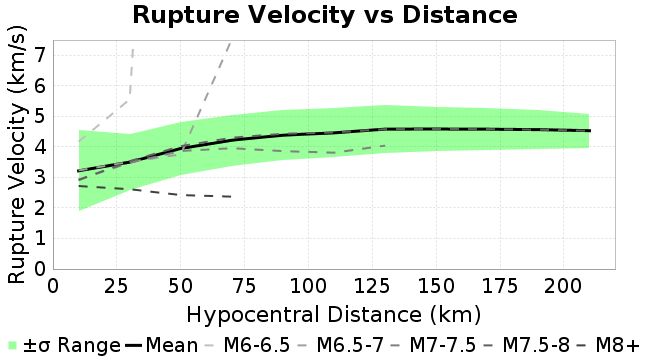 Rupture Velocity vs Distance
Rupture Velocity (km/s)
7
6
5
4
3
2
1
0
0 25 50 75 100 125 150 175 200
Hypocentral Distance (km)
±σ Range Mean M6-6.5 M6.5-7 M7-7.5 M7.5-8 M8+